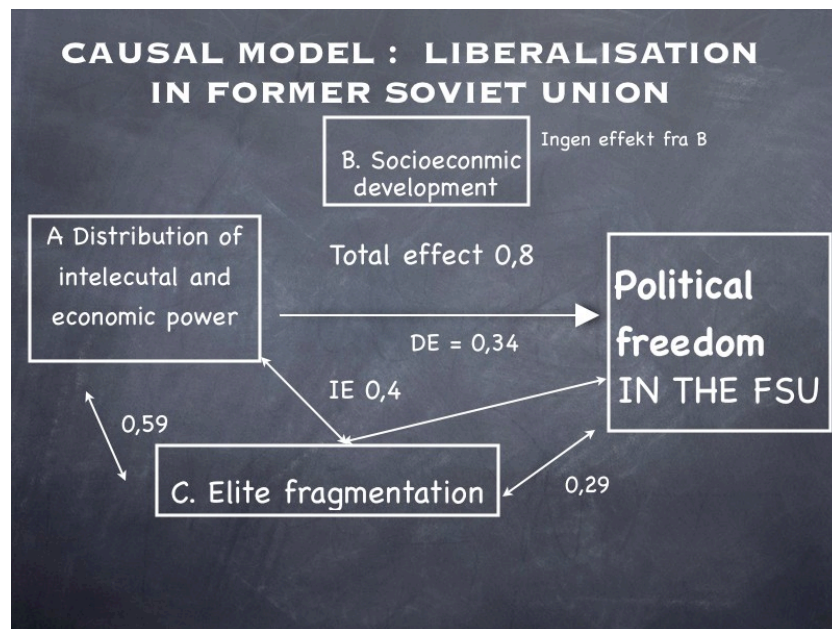 CAUSAL MODEL : LIBERALISATION
IN FORMER SOVIET UNION
B. Socioeconmic
development
Ingen effekt fra B
A Distribution of
intelecutal and
economic power
Total effect 0,8
Political
freedom
IN THE FSU
DE = 0,34
IE 0,4
0,59
C. Elite fragmentation
0,29